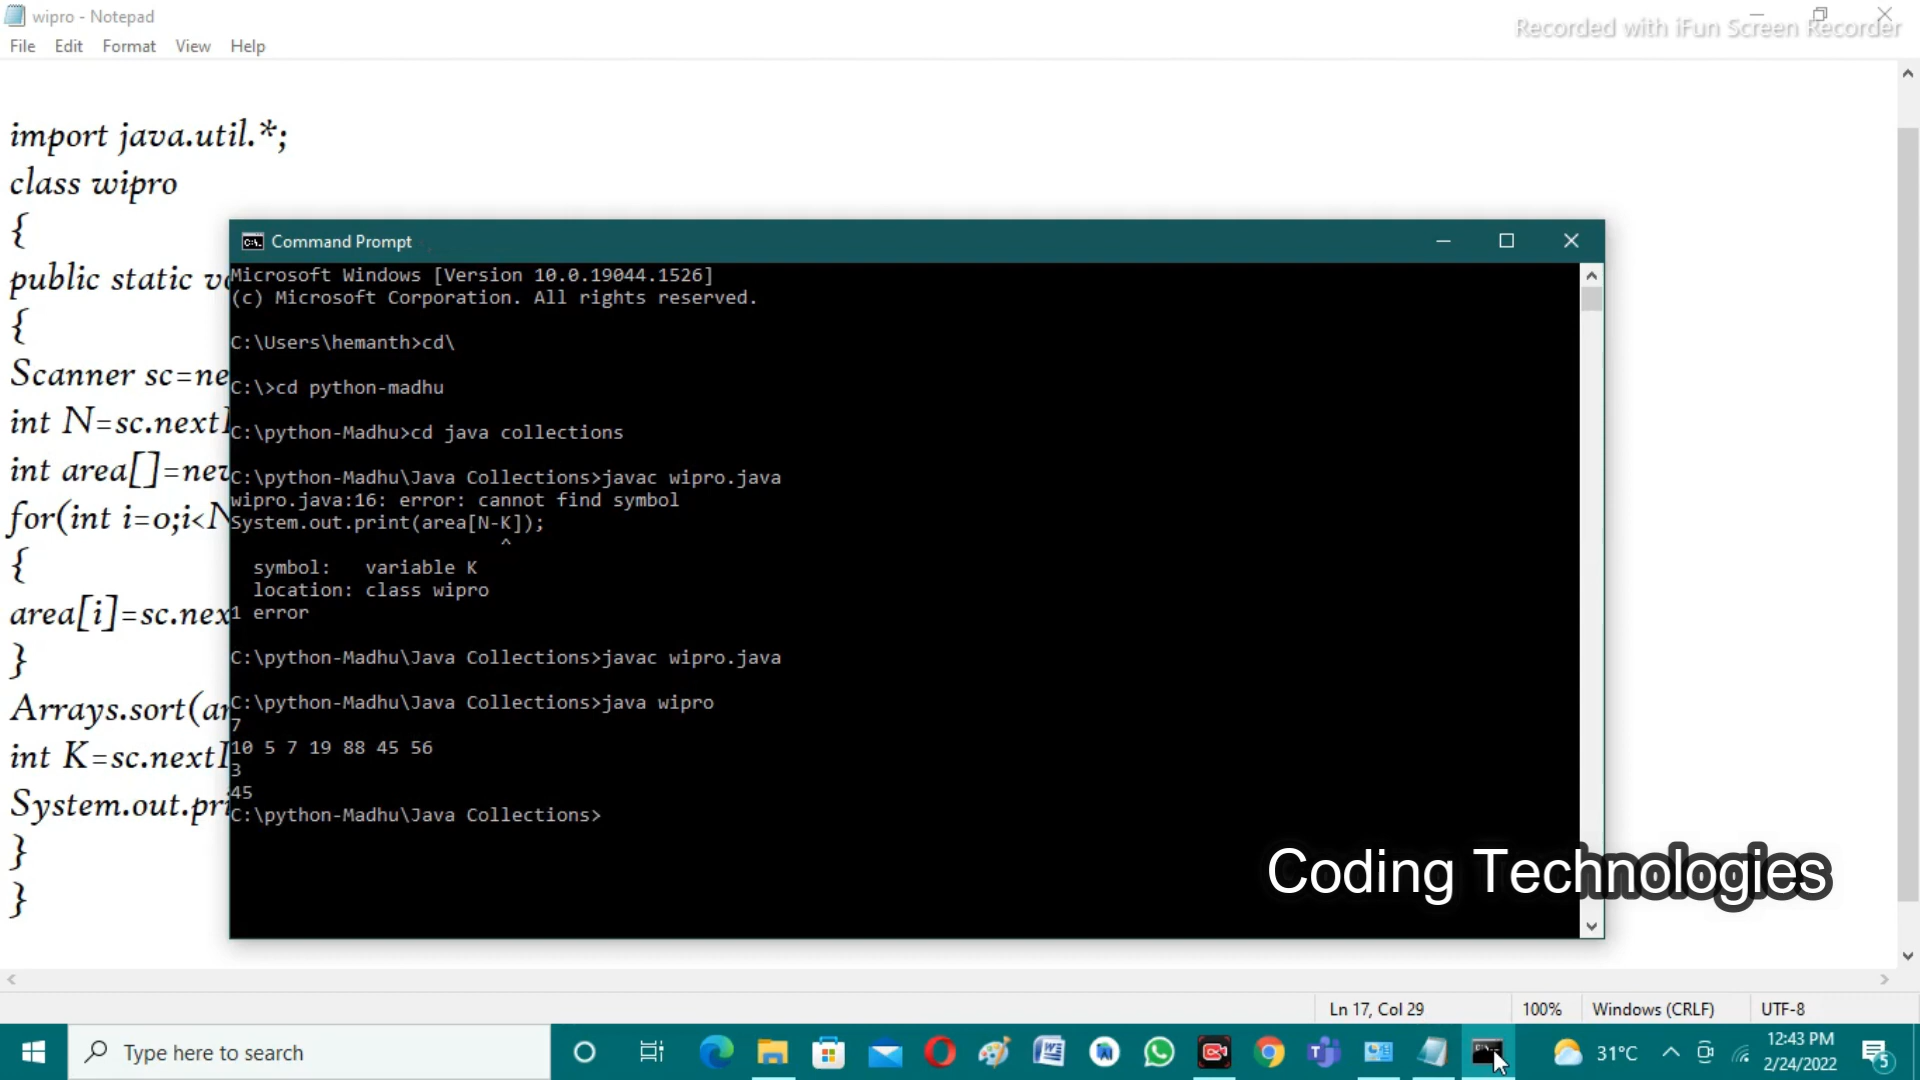 wipro - Notepad
Recorded with iFun Screen Recorder
File Edit Format View Help
import java.util.*;
class wipro
{
public static vo
{
Scanner sc=ne
int N=sc.nextI
int area[]=new
for(int i=0;i<N
{
area[i]=sc.nex
}
Arrays.sort(ar
int K=sc.nextI
System.out.pri
}
}
Command Prompt
Microsoft Windows [Version 10.0.19044.1526]
(c) Microsoft Corporation. All rights reserved.
C:\Users\hemanth>cd\
C:\>cd python-madhu
C:\python-Madhu>cd java collections
C:\python-Madhu\Java Collections>javac wipro.java
wipro.java:16: error: cannot find symbol
System.out.print(area[N-K]);
^
symbol:   variable K
location: class wipro
1 error
C:\python-Madhu\Java Collections>javac wipro.java
C:\python-Madhu\Java Collections>java wipro
7
10 5 7 19 88 45 56
3
45
C:\python-Madhu\Java Collections>
Coding Technologies
Ln 17, Col 29 100% Windows (CRLF) UTF-8
Type here to search
31°C
12:43 PM
2/24/2022
5